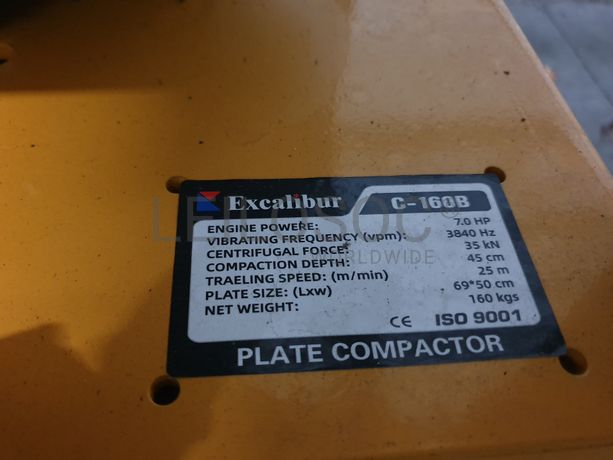 Excalibur C-160B
ENGINE POWERE: 7.0 HP
VIBRATING FREQUENCY (vpm): 3840 Hz
CENTRIFUGAL FORCE: 35 kN
COMPACTION DEPTH: 45 cm
TRAELING SPEED: (m/min) 25 m
PLATE SIZE: (Lxw) 69*50 cm
NET WEIGHT: 160 kgs
CE ISO 9001
PLATE COMPACTOR
LEILOSOC®
WORLDWIDE